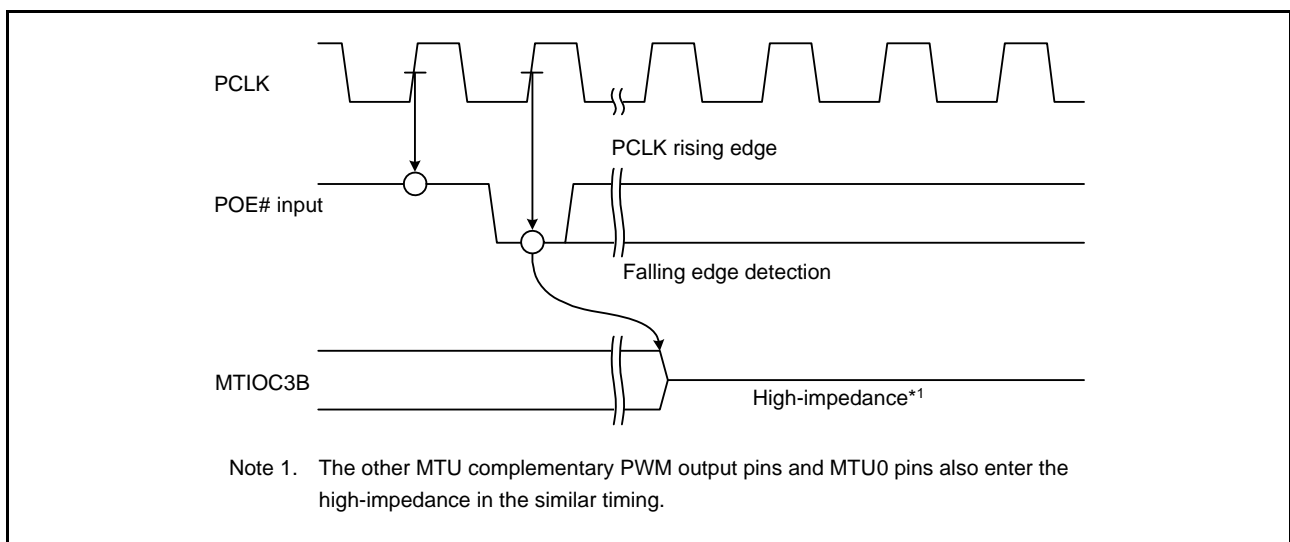 PCLK
PCLK rising edge
POE# input
Falling edge detection
MTIOC3B
High-impedance*1
Note 1. The other MTU complementary PWM output pins and MTU0 pins also enter the
high-impedance in the similar timing.